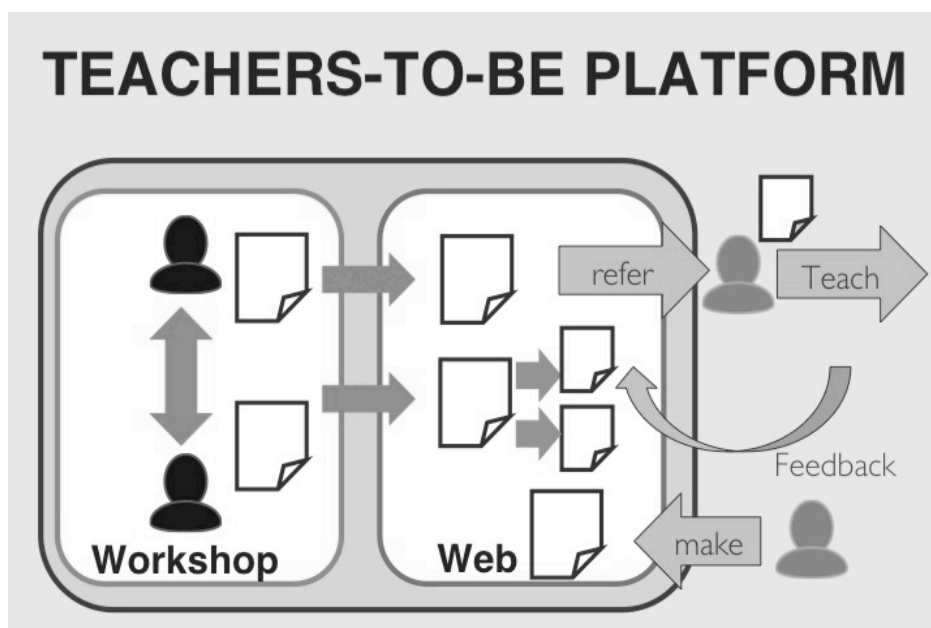 TEACHERS-TO-BE PLATFORM
refer
Teach
Feedback
make
Workshop
Web